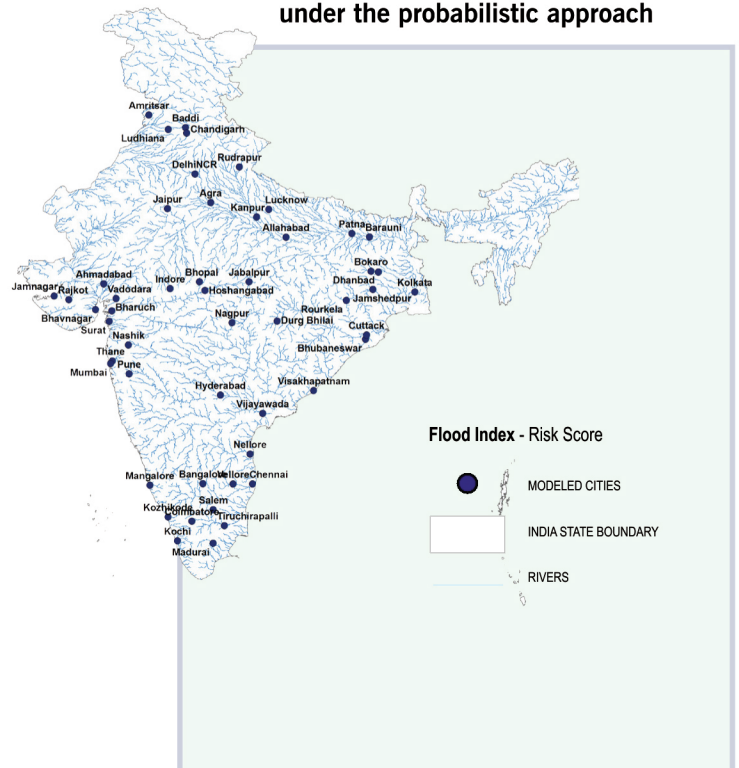 under the probabilistic approach
Amritsar
Baddi
Chandigarh
Ludhiana
DelhiNCR
Rudrapur
Jaipur
Agra
Lucknow
Kanpur
Allahabad
Patna
Barauni
Bokaro
Dhanbad
Kolkata
Jamshedpur
Ahmadabad
Indore
Bhopal
Jabalpur
Jamnagar
Rajkot
Vadodara
Hoshangabad
Bharuch
Rourkela
Bhavnagar
Nagpur
Durg Bhilai
Surat
Cuttack
Nashik
Bhubaneswar
Thane
Pune
Mumbai
Hyderabad
Visakhapatnam
Vijayawada
Nellore
Mangalore
Bangalore
Vellore
Chennai
Salem
Kozhikode
Coimbatore
Tiruchirapalli
Kochi
Madurai
Flood Index - Risk Score
MODELED CITIES
INDIA STATE BOUNDARY
RIVERS